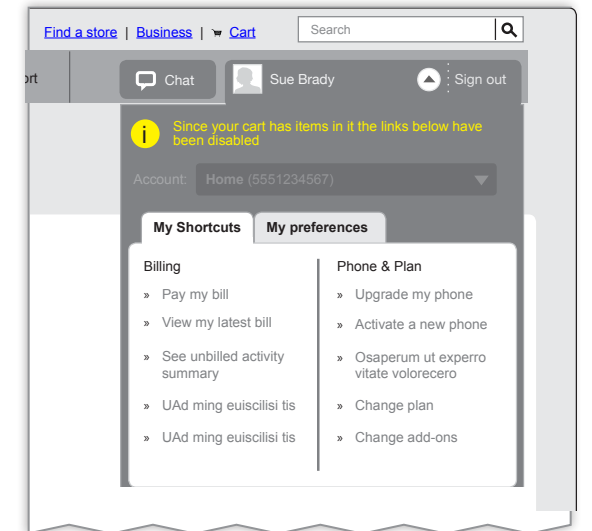 Find a store | Business | Cart Search
ort Chat Sue Brady Sign out
Since your cart has items in it the links below have
been disabled
Account: Home (5551234567)
My Shortcuts My preferences
Billing
» Pay my bill
» View my latest bill
» See unbilled activity
summary
» UAd ming euiscilisi tis
» UAd ming euiscilisi tis
Phone & Plan
» Upgrade my phone
» Activate a new phone
» Osaperum ut experro
vitate volorecero
» Change plan
» Change add-ons